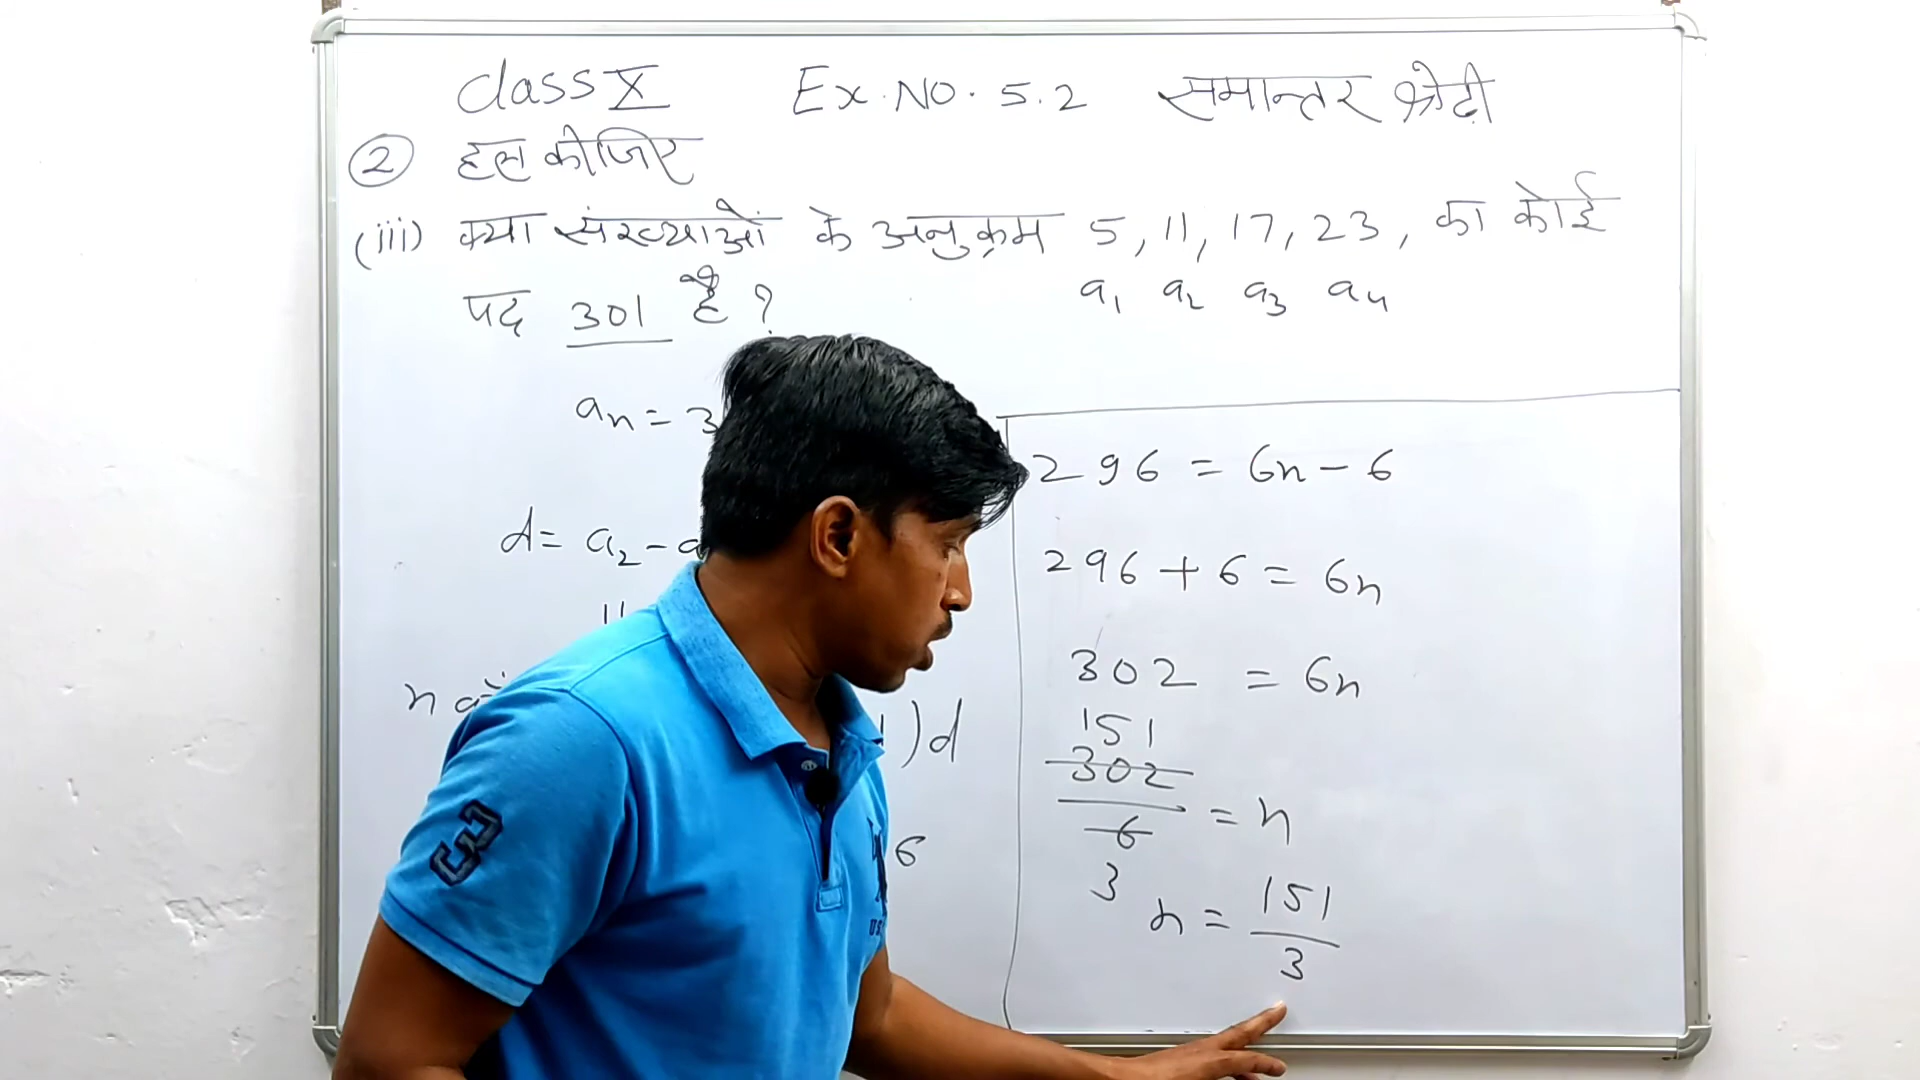 class X Ex.NO. 5.2 समान्तर श्रेढ़ी
② हल कीजिए
(iii) क्या संख्याओं के अनुक्रम 5, 11, 17, 23, का कोई
पद 301 है ?
a₁ a₂ a₃ a₄
aₙ = 3
d = a₂ - a
11
n
)d
6
296 = 6n - 6
296 + 6 = 6n
302 = 6n
151
302
6
= n
3
n = 151/3
3